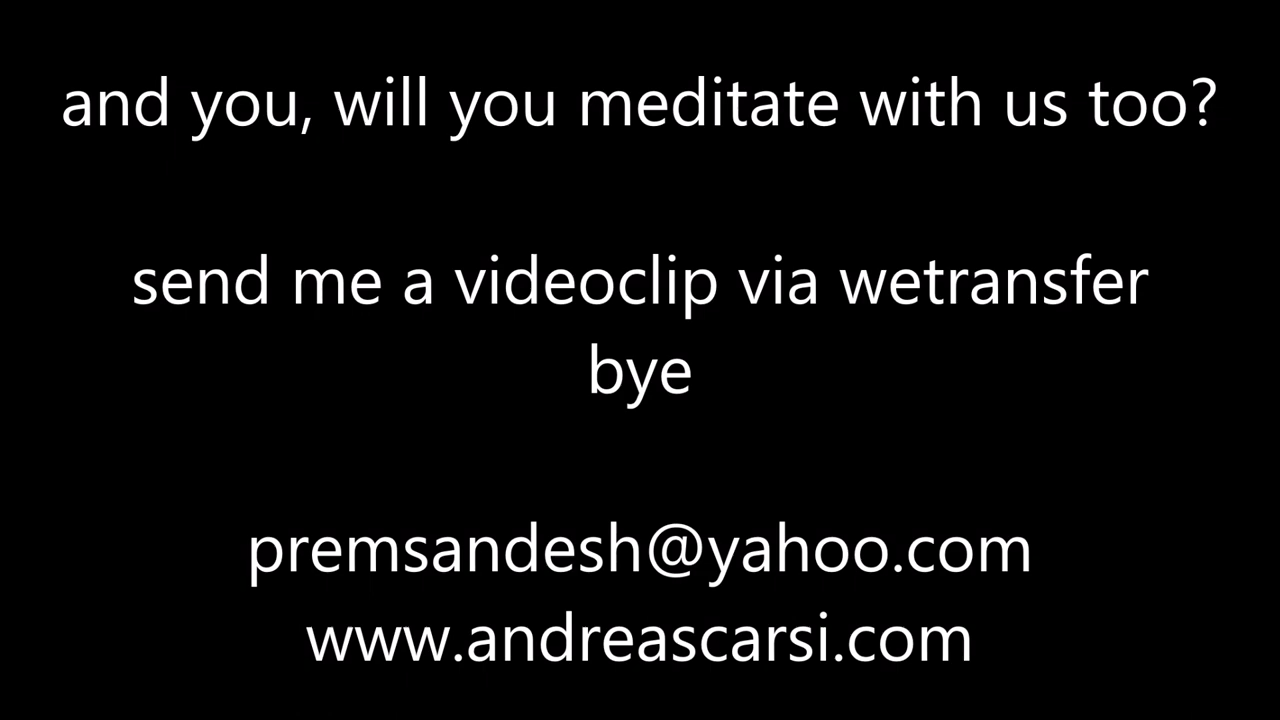 and you, will you meditate with us too?
send me a videoclip via wetransfer
bye
premsandesh@yahoo.com
www.andreascarsi.com